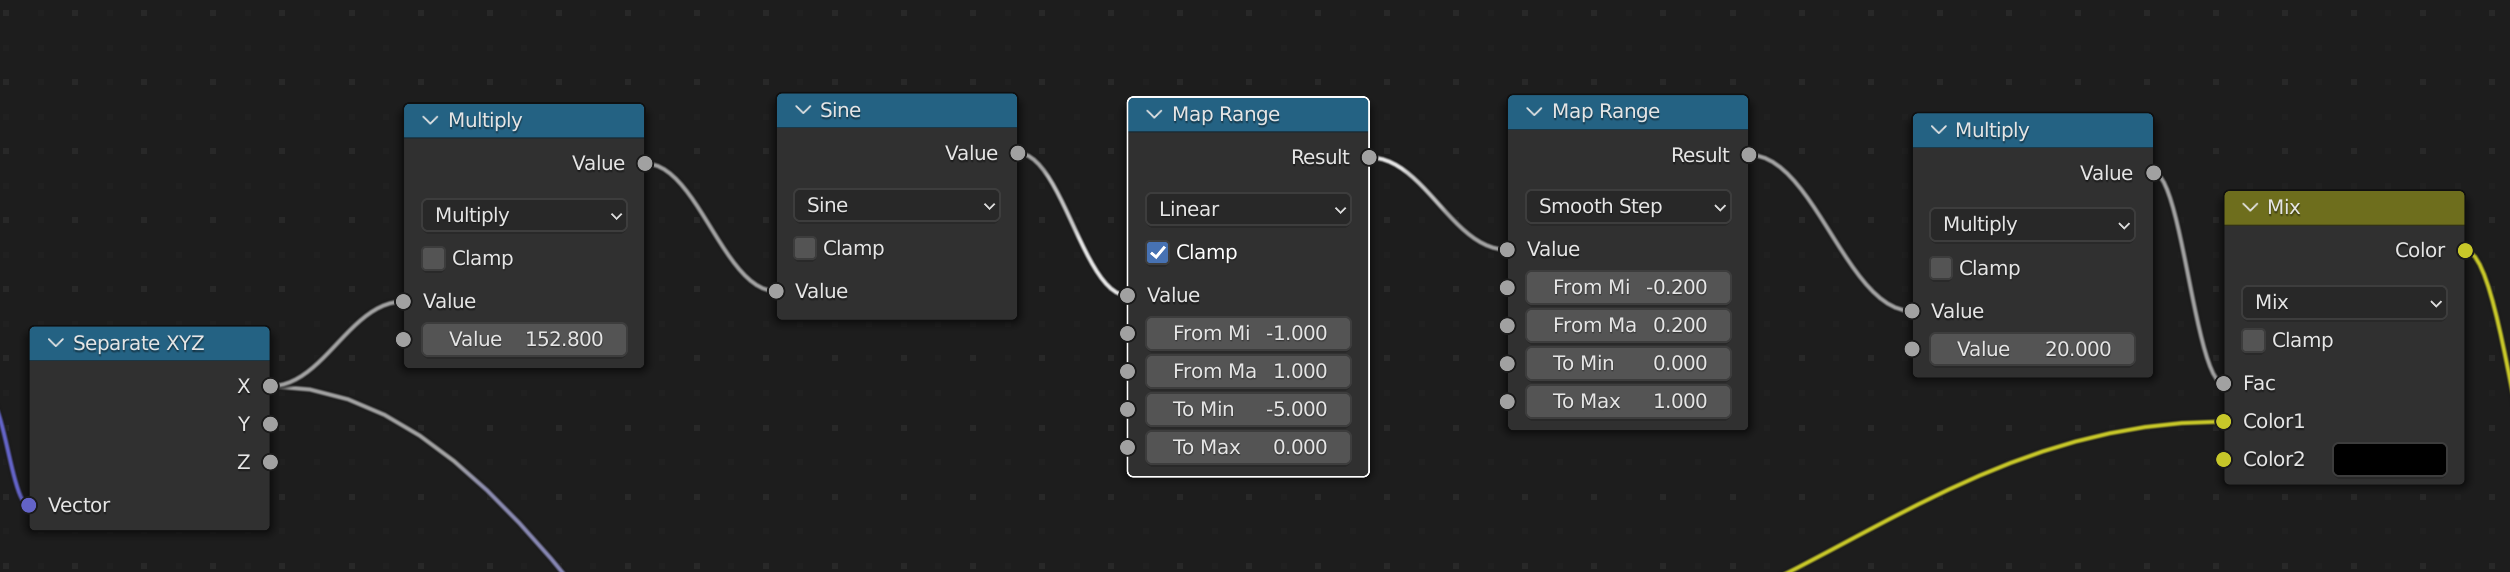 Separate XYZ
X
Y
Z
Vector
Multiply
Value
Multiply
Clamp
Value
Value 152.800
Sine
Value
Sine
Clamp
Value
Map Range
Result
Linear
Clamp
Value
From Mi -1.000
From Ma 1.000
To Min -5.000
To Max 0.000
Map Range
Result
Smooth Step
Value
From Mi -0.200
From Ma 0.200
To Min 0.000
To Max 1.000
Multiply
Value
Multiply
Clamp
Value
Value 20.000
Mix
Color
Mix
Clamp
Fac
Color1
Color2